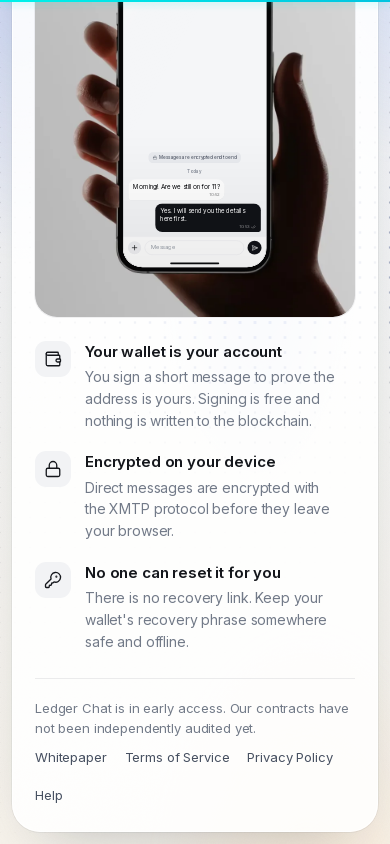 Messages are encrypted end to end
Today
Morning! Are we still on for 11?
10:52
Yes. I will send you the details
here first.
10:53
Message
Your wallet is your account
You sign a short message to prove the
address is yours. Signing is free and
nothing is written to the blockchain.
Encrypted on your device
Direct messages are encrypted with
the XMTP protocol before they leave
your browser.
No one can reset it for you
There is no recovery link. Keep your
wallet's recovery phrase somewhere
safe and offline.
Ledger Chat is in early access. Our contracts have
not been independently audited yet.
Whitepaper Terms of Service Privacy Policy
Help